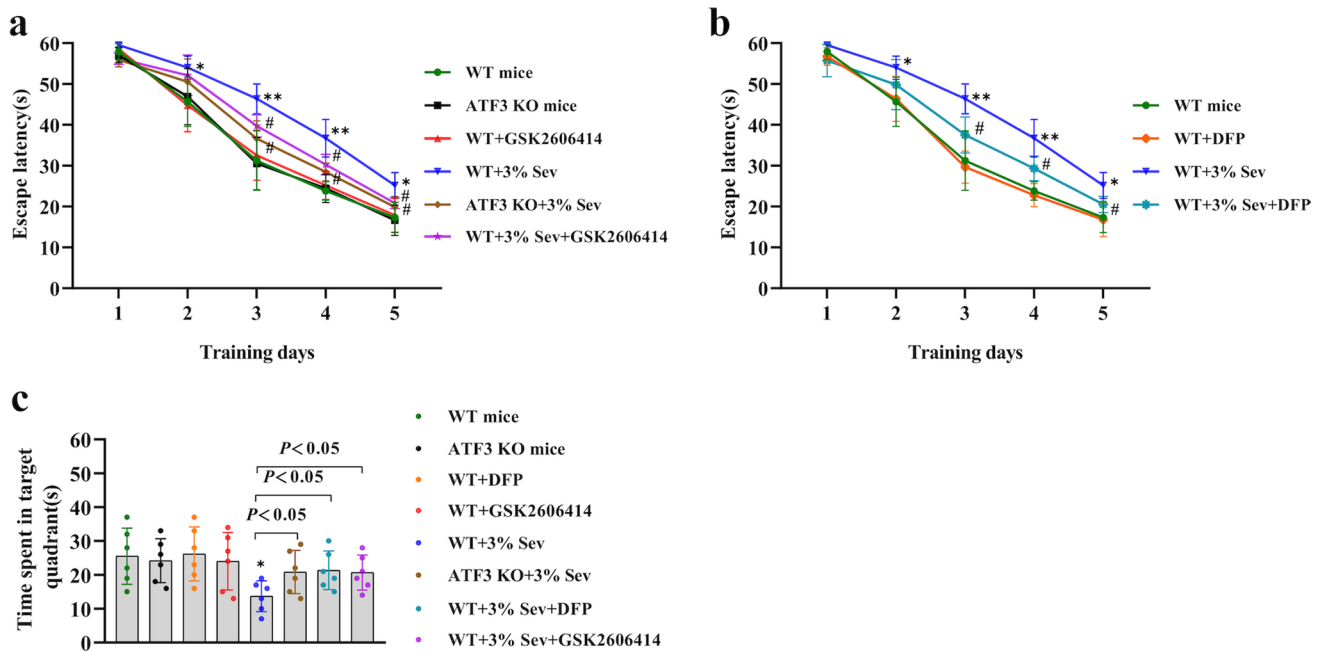 a
60
50
40
30
20
10
0
Escape latency(s)
1 2 3 4 5
Training days
*
**
#
#
**
#
#
*
#
#
WT mice
ATF3 KO mice
WT+GSK2606414
WT+3% Sev
ATF3 KO+3% Sev
WT+3% Sev+GSK2606414
b
60
50
40
30
20
10
0
Escape latency(s)
1 2 3 4 5
Training days
*
**
#
**
#
*
#
WT mice
WT+DFP
WT+3% Sev
WT+3% Sev+DFP
c
60
50
40
30
20
10
0
Time spent in target
quadrant(s)
P< 0.05
P< 0.05
P< 0.05
*
WT mice
ATF3 KO mice
WT+DFP
WT+GSK2606414
WT+3% Sev
ATF3 KO+3% Sev
WT+3% Sev+DFP
WT+3% Sev+GSK2606414